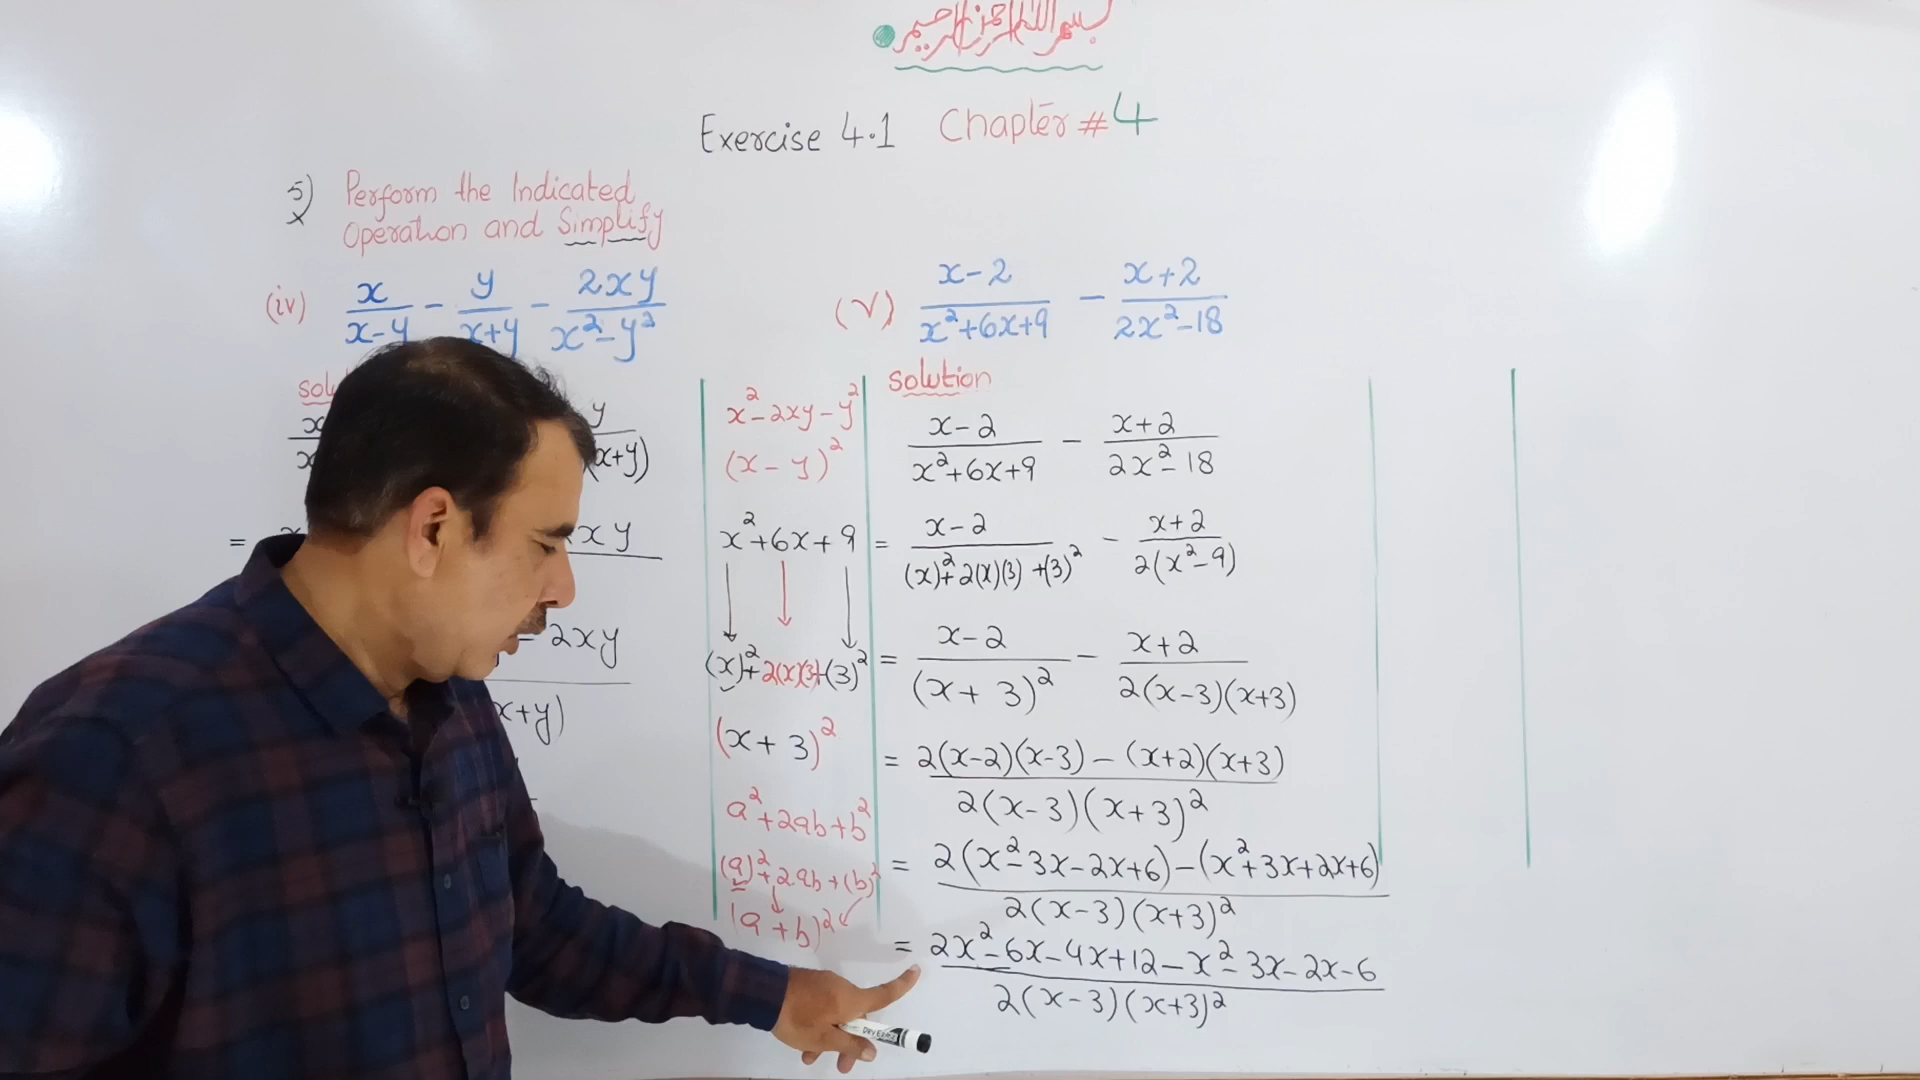 بسم اللہ الرحمن الرحیم
Exercise 4.1 Chapter # 4
5) Perform the Indicated
Operation and Simplify
(iv) x/(x-y) - y/(x+y) - 2xy/(x²-y²)
(v) (x-2)/(x²+6x+9) - (x+2)/(2x²-18)
solu
y
(x+y)
=
xy
- 2xy
x+y)
x²-2xy-y²
(x-y)²
x²+6x+9
(x)²+2(x)(3)+(3)²
(x+3)²
a²+2ab+b²
(a)²+2ab+(b)²
(a+b)²
Solution
(x-2)/(x²+6x+9) - (x+2)/(2x²-18)
= (x-2)/((x)²+2(x)(3)+(3)²) - (x+2)/(2(x²-9))
= (x-2)/(x+3)² - (x+2)/(2(x-3)(x+3))
= 2(x-2)(x-3)-(x+2)(x+3)
2(x-3)(x+3)²
= 2(x²-3x-2x+6)-(x²+3x+2x+6)
2(x-3)(x+3)²
= 2x²-6x-4x+12-x²-3x-2x-6
2(x-3)(x+3)²